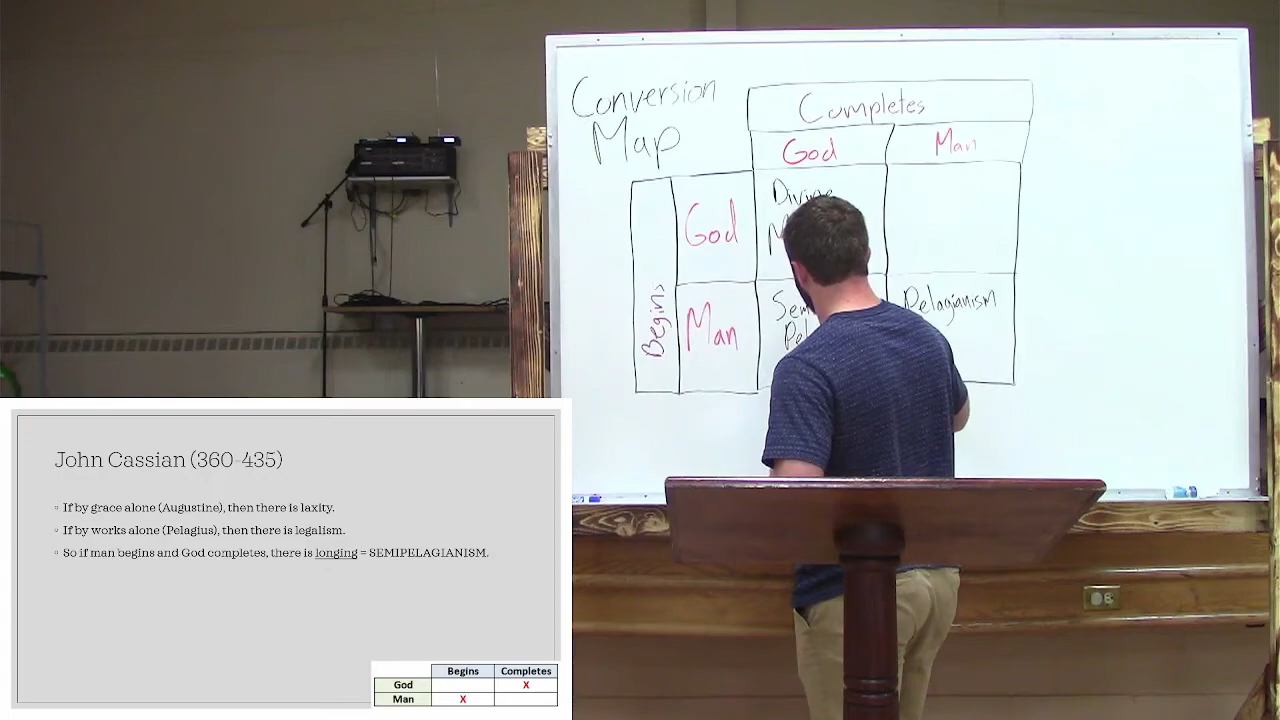 Conversion
Map
Completes
God
Man
Begins
God
Divine
Man
Pelagianism
John Cassian (360-435)
▫ If by grace alone (Augustine), then there is laxity.
▫ If by works alone (Pelagius), then there is legalism.
▫ So if man begins and God completes, there is longing = SEMIPELAGIANISM.
Begins Completes
God X
Man X